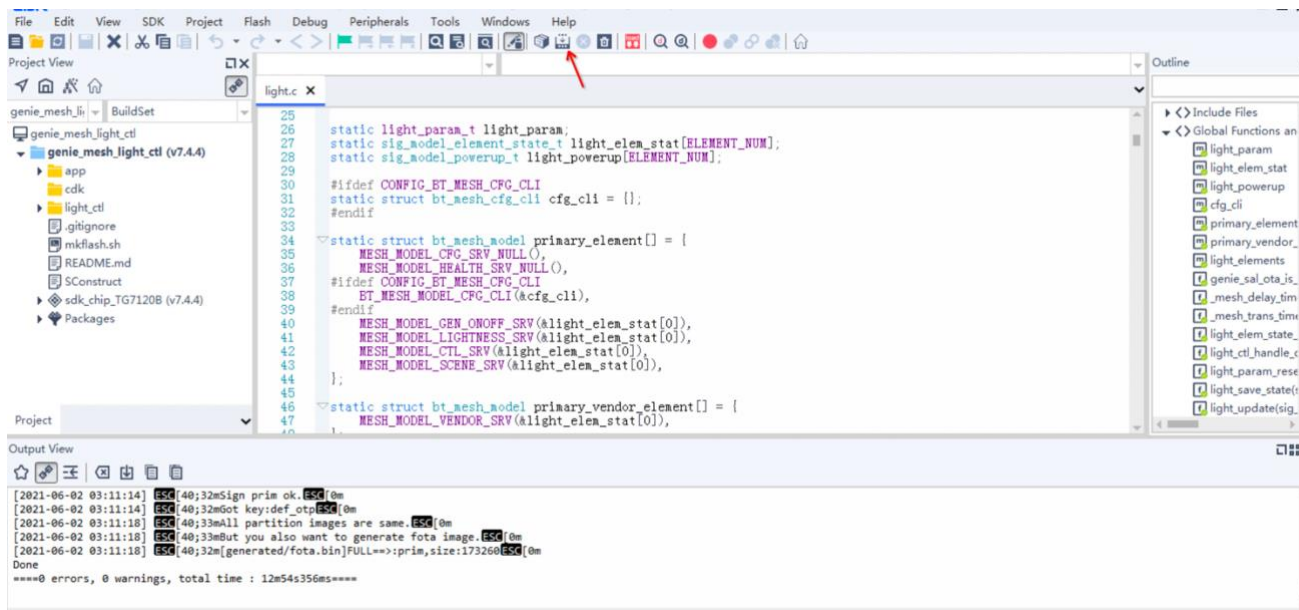 File Edit View SDK Project Flash Debug Peripherals Tools Windows Help
Project View
genie_mesh_li BuildSet
genie_mesh_light_ctl
genie_mesh_light_ctl (v7.4.4)
app
cdk
light_ctl
.gitignore
mkflash.sh
README.md
SConstruct
sdk_chip_TG7120B (v7.4.4)
Packages
Project
light.c
25
26 static light_param_t light_param;
27 static sig_model_element_state_t light_elem_stat[ELEMENT_NUM];
28 static sig_model_powerup_t light_powerup[ELEMENT_NUM];
29
30 #ifdef CONFIG_BT_MESH_CFG_CLI
31 static struct bt_mesh_cfg_cli cfg_cli = {};
32 #endif
33
34 static struct bt_mesh_model primary_element[] = {
35 MESH_MODEL_CFG_SRV_NULL(),
36 MESH_MODEL_HEALTH_SRV_NULL(),
37 #ifdef CONFIG_BT_MESH_CFG_CLI
38 BT_MESH_MODEL_CFG_CLI(&cfg_cli),
39 #endif
40 MESH_MODEL_GEN_ONOFF_SRV(&light_elem_stat[0]),
41 MESH_MODEL_LIGHTNESS_SRV(&light_elem_stat[0]),
42 MESH_MODEL_CTL_SRV(&light_elem_stat[0]),
43 MESH_MODEL_SCENE_SRV(&light_elem_stat[0]),
44 };
45
46 static struct bt_mesh_model primary_vendor_element[] = {
47 MESH_MODEL_VENDOR_SRV(&light_elem_stat[0]),
Outline
Include Files
Global Functions an
light_param
light_elem_stat
light_powerup
cfg_cli
primary_element
primary_vendor_
light_elements
genie_sal_ota_is_
_mesh_delay_tim
_mesh_trans_time
light_elem_state_
light_ctl_handle_c
light_param_rese
light_save_state(s
light_update(sig_
Output View
[2021-06-02 03:11:14] ESC[40;32mSign prim ok.ESC[0m
[2021-06-02 03:11:14] ESC[40;32mGot key:def_otpESC[0m
[2021-06-02 03:11:18] ESC[40;33mAll partition images are same.ESC[0m
[2021-06-02 03:11:18] ESC[40;33mBut you also want to generate fota image.ESC[0m
[2021-06-02 03:11:18] ESC[40;32m[generated/fota.bin]FULL==>:prim,size:173260ESC[0m
Done
====0 errors, 0 warnings, total time : 12m54s356ms====